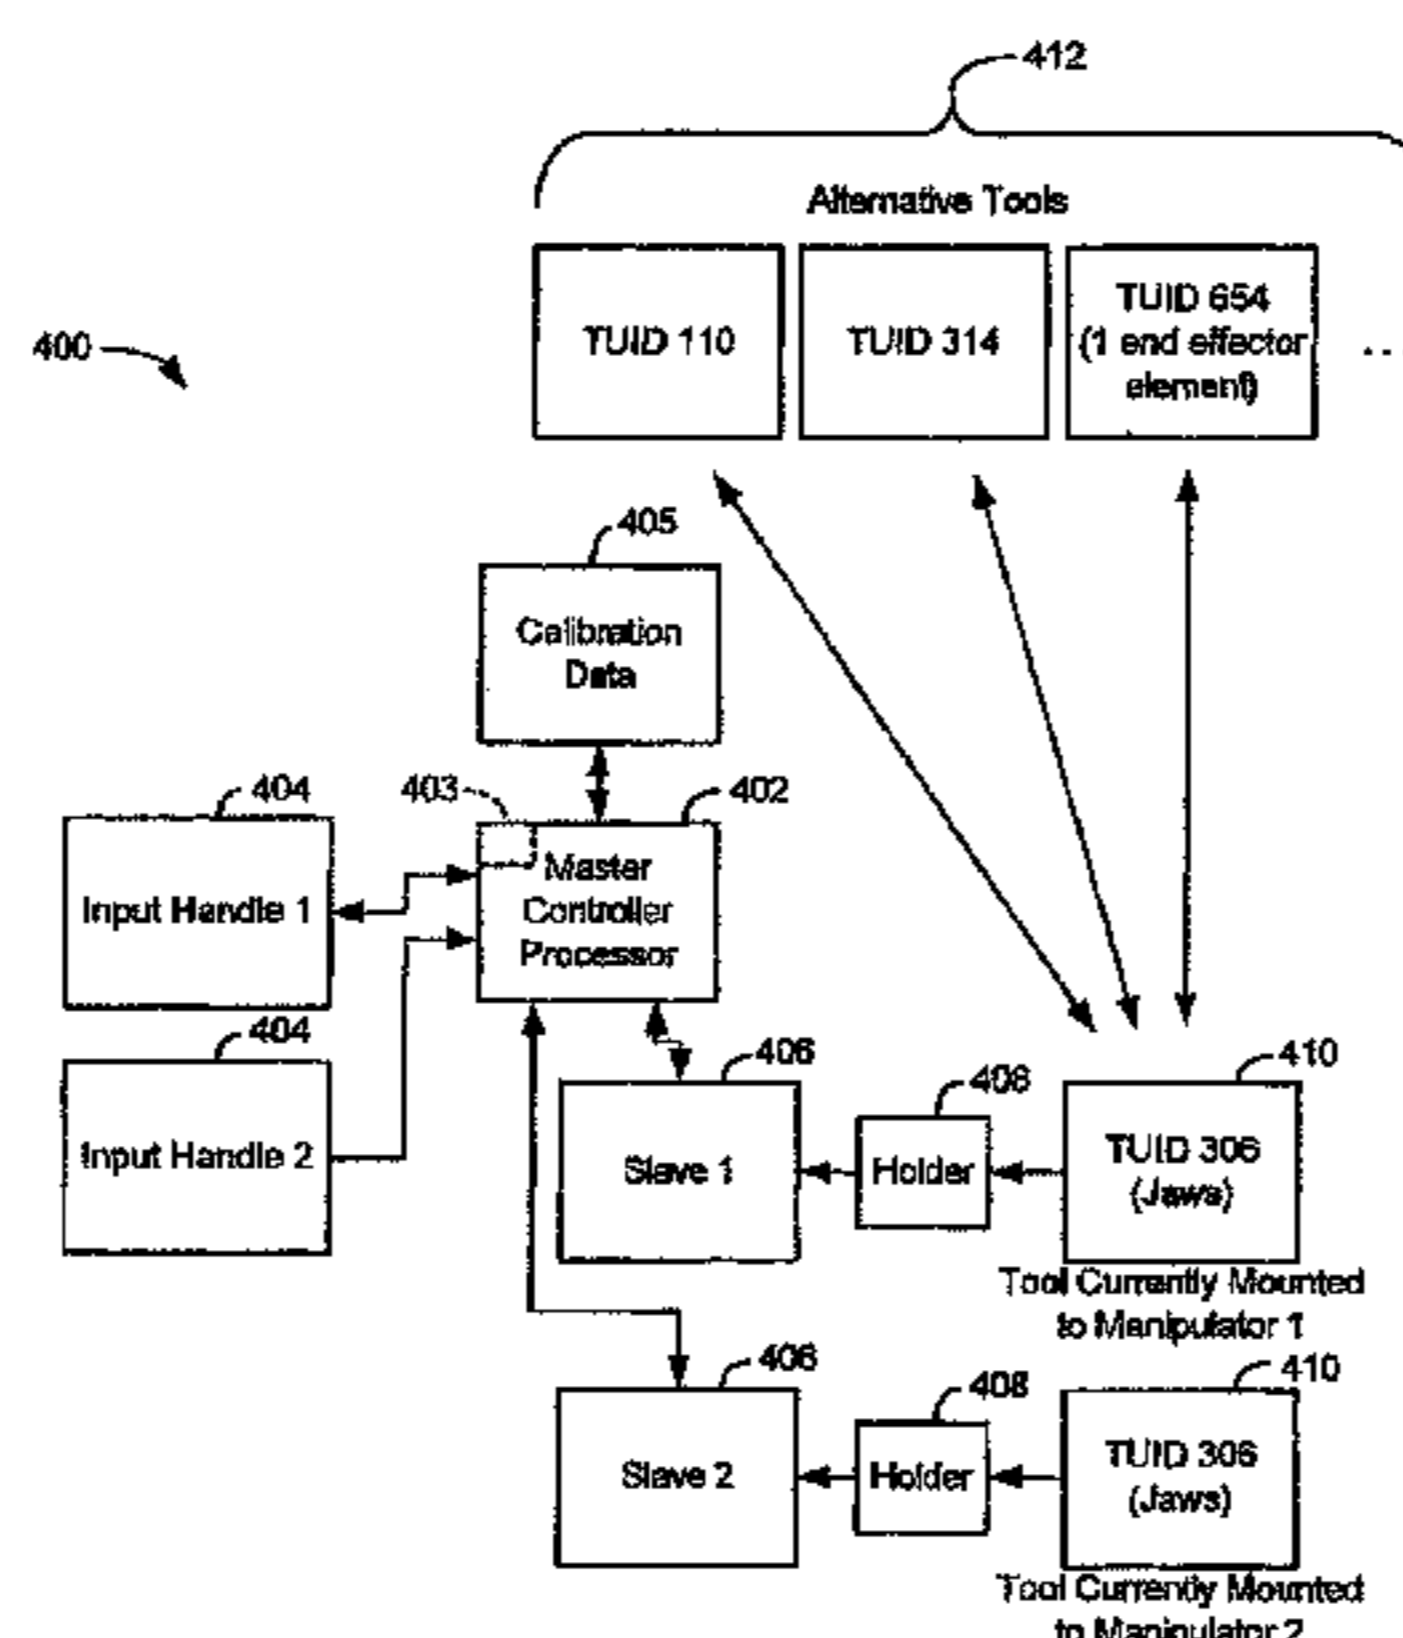 412
Alternative Tools
400
TUID 110
TUID 314
TUID 654
(1 end effector
element)
...
405
Calibration
Data
404
403
402
Input Handle 1
Master
Controller
Processor
404
Input Handle 2
406
Slave 1
408
Holder
410
TUID 306
(Jaws)
Tool Currently Mounted
to Manipulator 1
406
Slave 2
408
Holder
410
TUID 306
(Jaws)
Tool Currently Mounted
to Manipulator 2